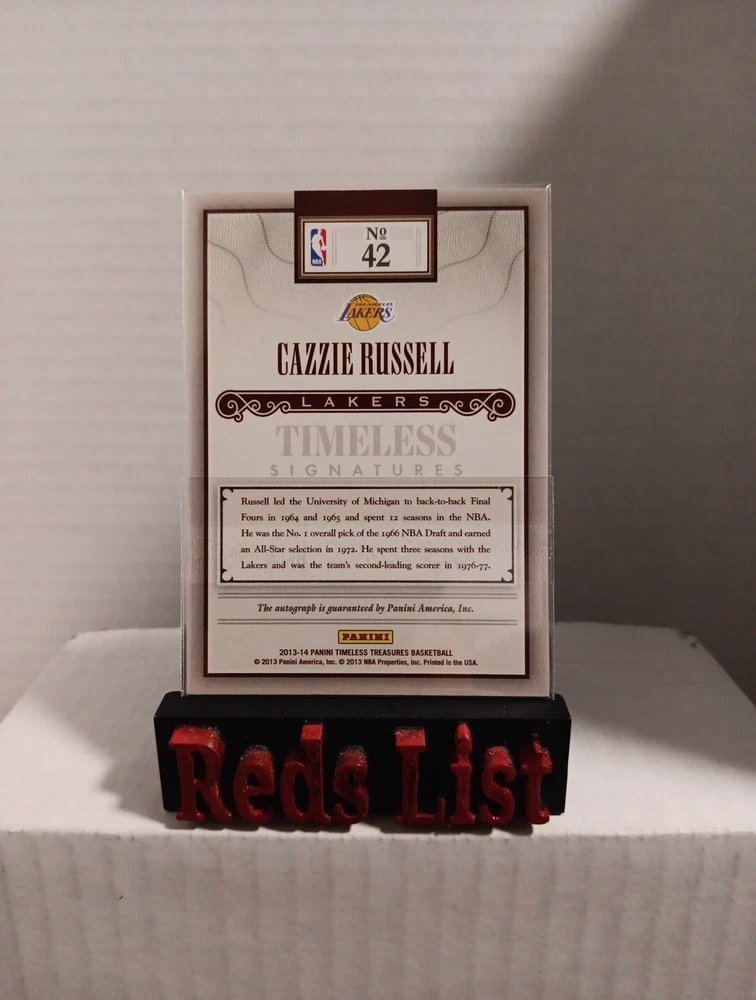 NBA
Nº
42
LOS ANGELES
LAKERS
CAZZIE RUSSELL
LAKERS
TIMELESS
SIGNATURES
Russell led the University of Michigan to back-to-back Final
Fours in 1964 and 1965 and spent 12 seasons in the NBA.
He was the No. 1 overall pick of the 1966 NBA Draft and earned
an All-Star selection in 1972. He spent three seasons with the
Lakers and was the team's second-leading scorer in 1976-77.
The autograph is guaranteed by Panini America, Inc.
PANINI
2013-14 PANINI TIMELESS TREASURES BASKETBALL
© 2013 Panini America, Inc. © 2013 NBA Properties, Inc. Printed in the USA.
Reds List